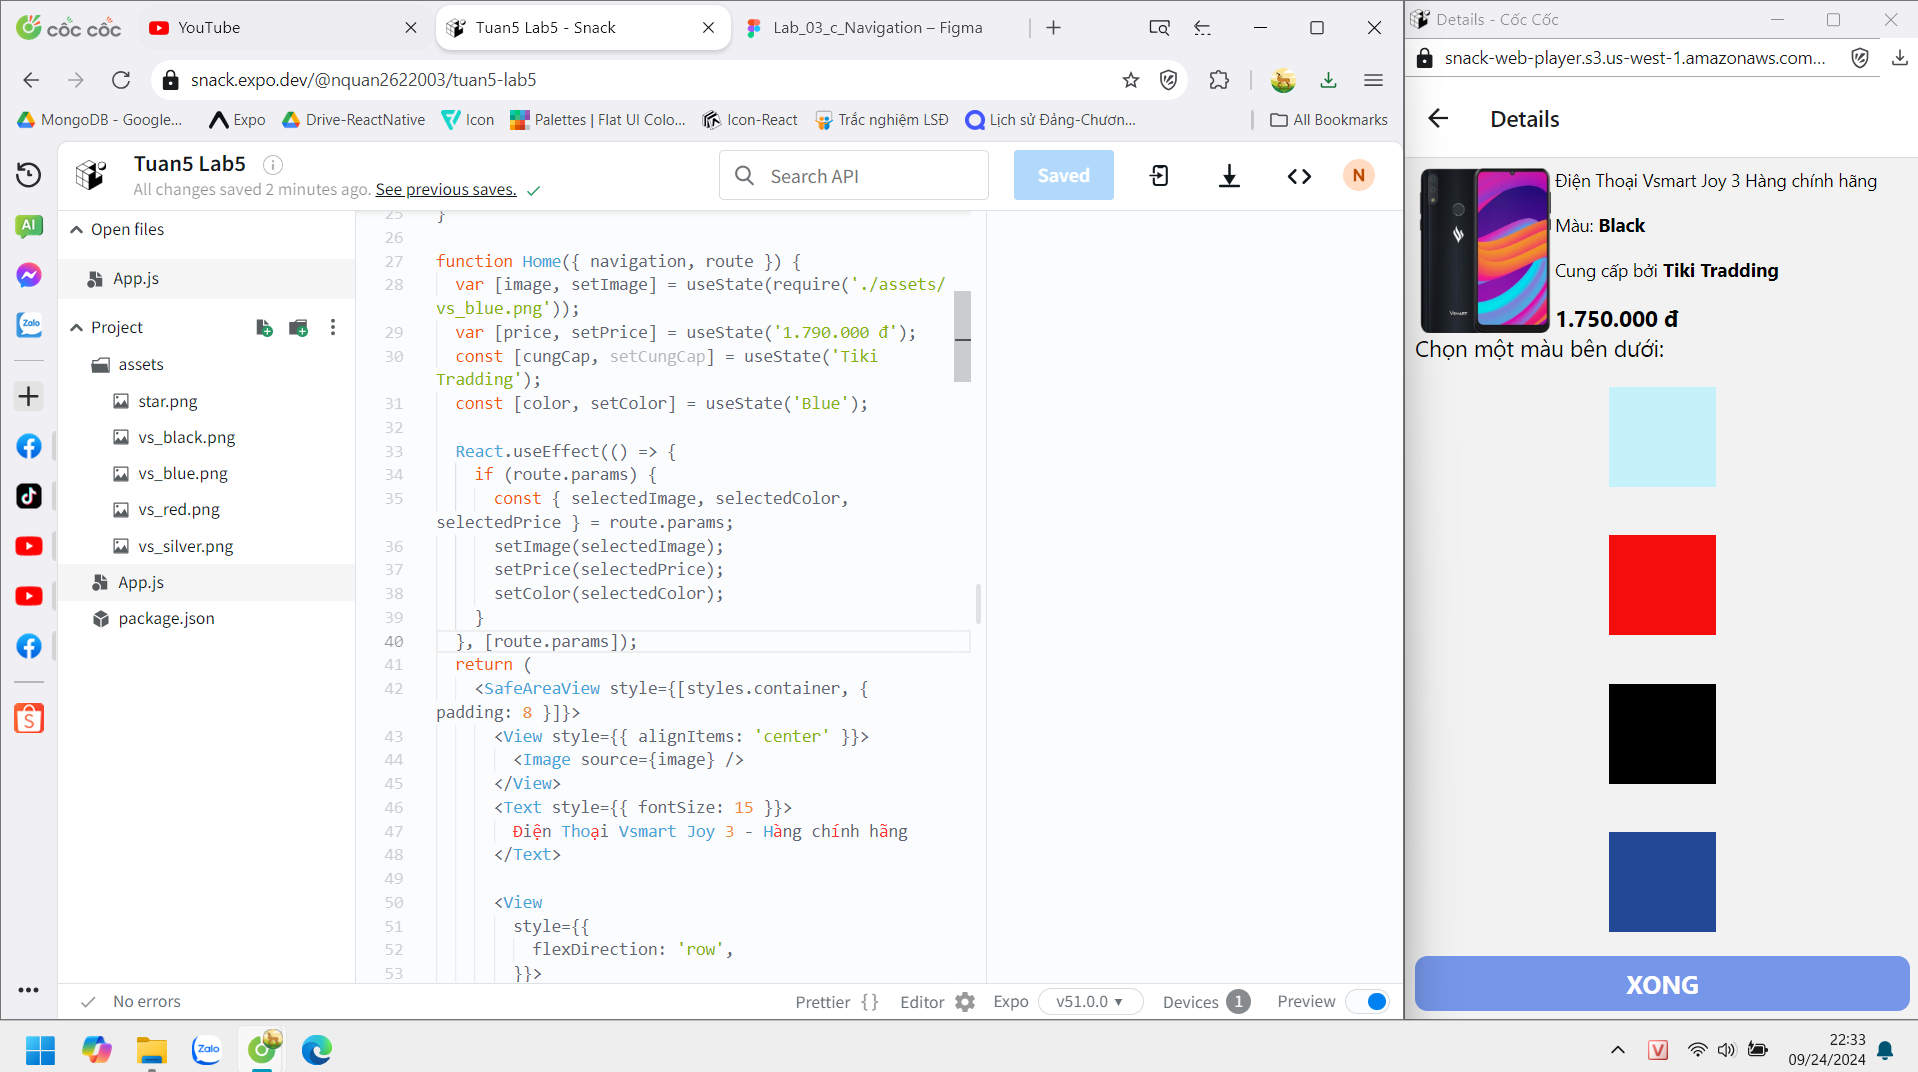 cốc cốc
YouTube
Tuan5 Lab5 - Snack
Lab_03_c_Navigation – Figma
snack.expo.dev/@nquan2622003/tuan5-lab5
MongoDB - Google...
Expo
Drive-ReactNative
Icon
Palettes | Flat UI Colo...
Icon-React
Trắc nghiệm LSĐ
Lịch sử Đảng-Chươn...
All Bookmarks
Tuan5 Lab5
All changes saved 2 minutes ago. See previous saves.
Search API
Saved
N
AI
Zalo
Open files
App.js
Project
assets
star.png
vs_black.png
vs_blue.png
vs_red.png
vs_silver.png
App.js
package.json
25 }
26
27 function Home({ navigation, route }) {
28 var [image, setImage] = useState(require('./assets/
vs_blue.png'));
29 var [price, setPrice] = useState('1.790.000 đ');
30 const [cungCap, setCungCap] = useState('Tiki
Tradding');
31 const [color, setColor] = useState('Blue');
32
33 React.useEffect(() => {
34 if (route.params) {
35 const { selectedImage, selectedColor,
selectedPrice } = route.params;
36 setImage(selectedImage);
37 setPrice(selectedPrice);
38 setColor(selectedColor);
39 }
40 }, [route.params]);
41 return (
42 <SafeAreaView style={[styles.container, {
padding: 8 }]}>
43 <View style={{ alignItems: 'center' }}>
44 <Image source={image} />
45 </View>
46 <Text style={{ fontSize: 15 }}>
47 Điện Thoại Vsmart Joy 3 - Hàng chính hãng
48 </Text>
49
50 <View
51 style={{
52 flexDirection: 'row',
53 }}>
No errors
Prettier {}
Editor
Expo
v51.0.0
Devices 1
Preview
Details - Cốc Cốc
snack-web-player.s3.us-west-1.amazonaws.com...
Details
Điện Thoại Vsmart Joy 3 Hàng chính hãng
Màu: Black
Cung cấp bởi Tiki Tradding
1.750.000 đ
VSMART
Chọn một màu bên dưới:
XONG
Zalo
V
22:33
09/24/2024